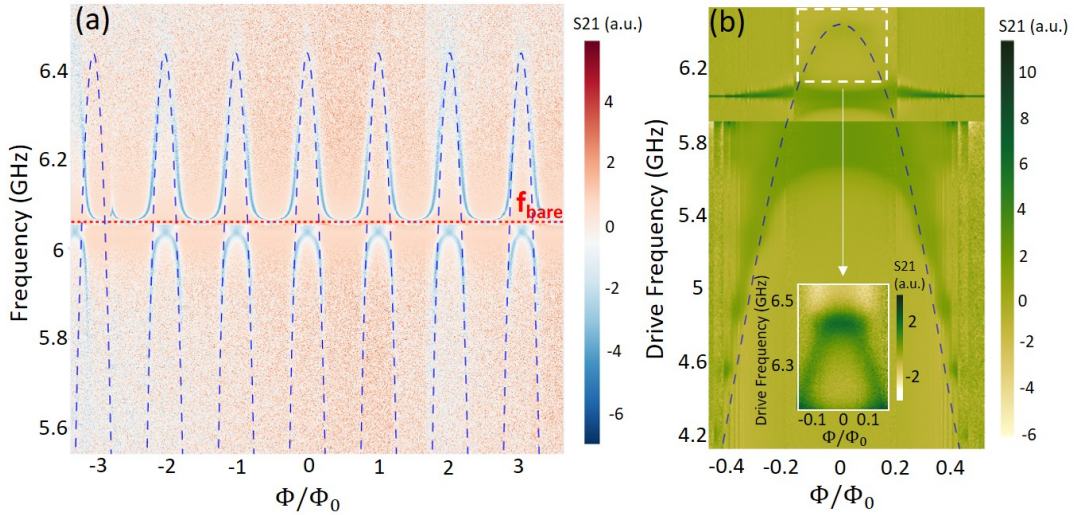 (a)
S21 (a.u.)
Frequency (GHz)
6.4
6.2
6
5.8
5.6
f_bare
-3 -2 -1 0 1 2 3
Φ/Φ₀
4
2
0
-2
-4
-6
(b)
S21 (a.u.)
Drive Frequency (GHz)
6.2
5.8
5.4
5
4.6
4.2
-0.4 -0.2 0 0.2 0.4
Φ/Φ₀
10
8
6
4
2
0
-2
-4
-6
Drive Frequency (GHz)
6.5
6.3
-0.1 0 0.1
Φ/Φ₀
S21
(a.u.)
2
-2